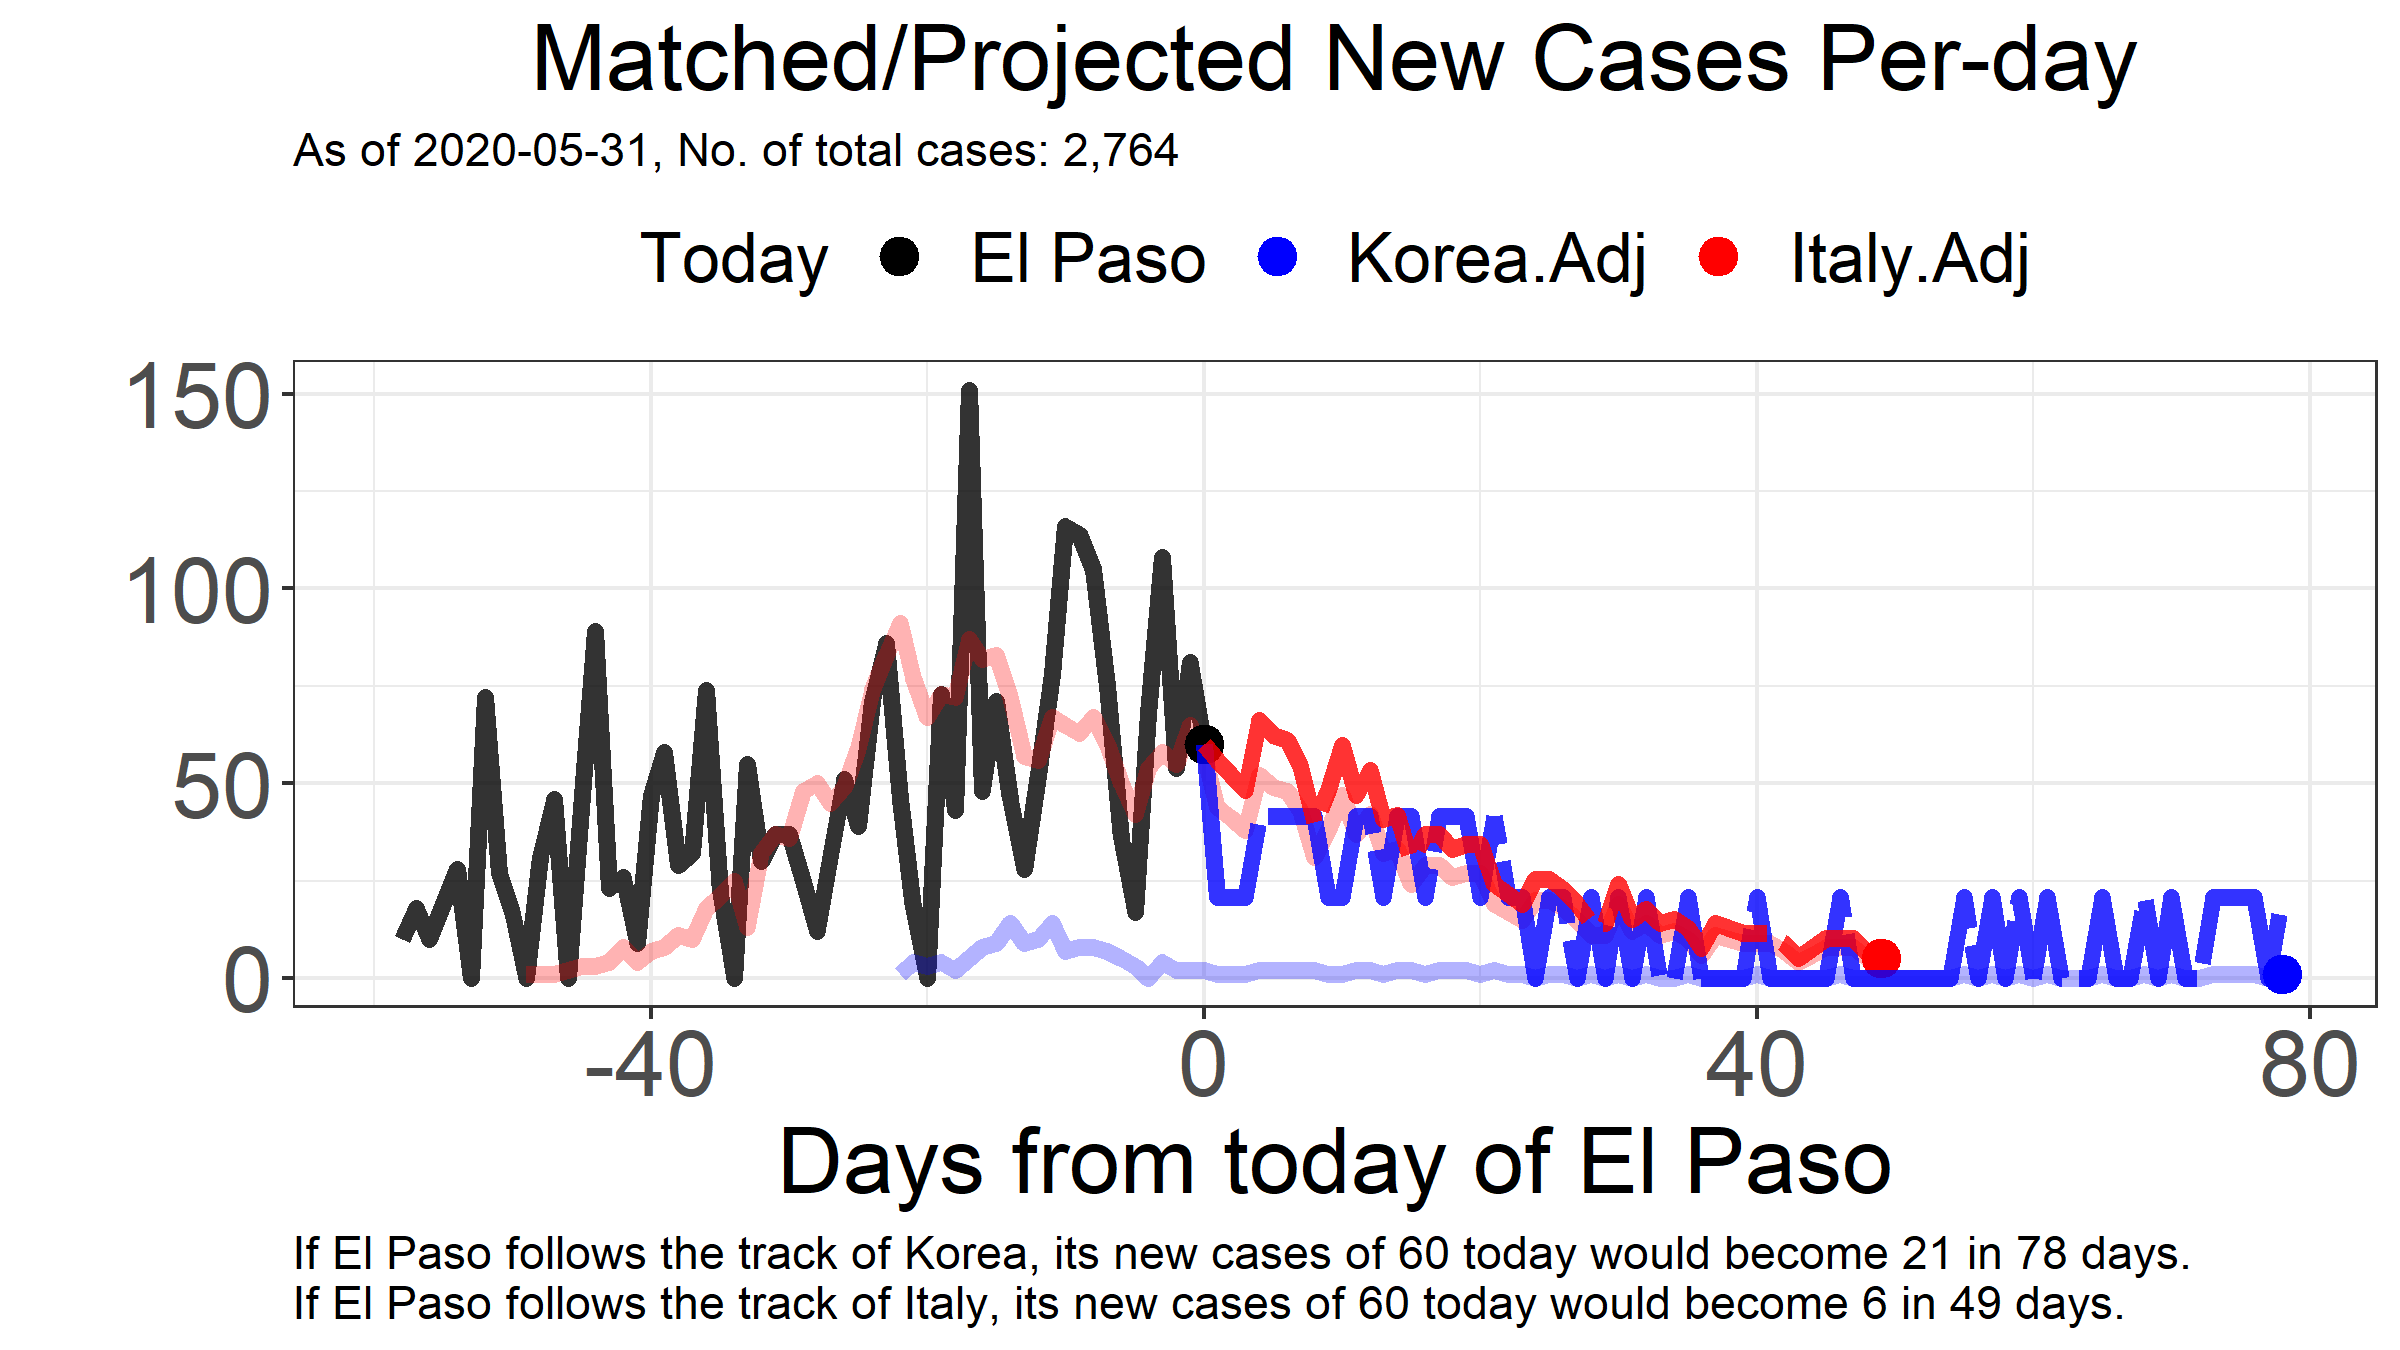 Matched/Projected New Cases Per-day
As of 2020-05-31, No. of total cases: 2,764
Today El Paso Korea.Adj Italy.Adj
150
100
50
0
-40 0 40 80
Days from today of El Paso
If El Paso follows the track of Korea, its new cases of 60 today would become 21 in 78 days.
If El Paso follows the track of Italy, its new cases of 60 today would become 6 in 49 days.